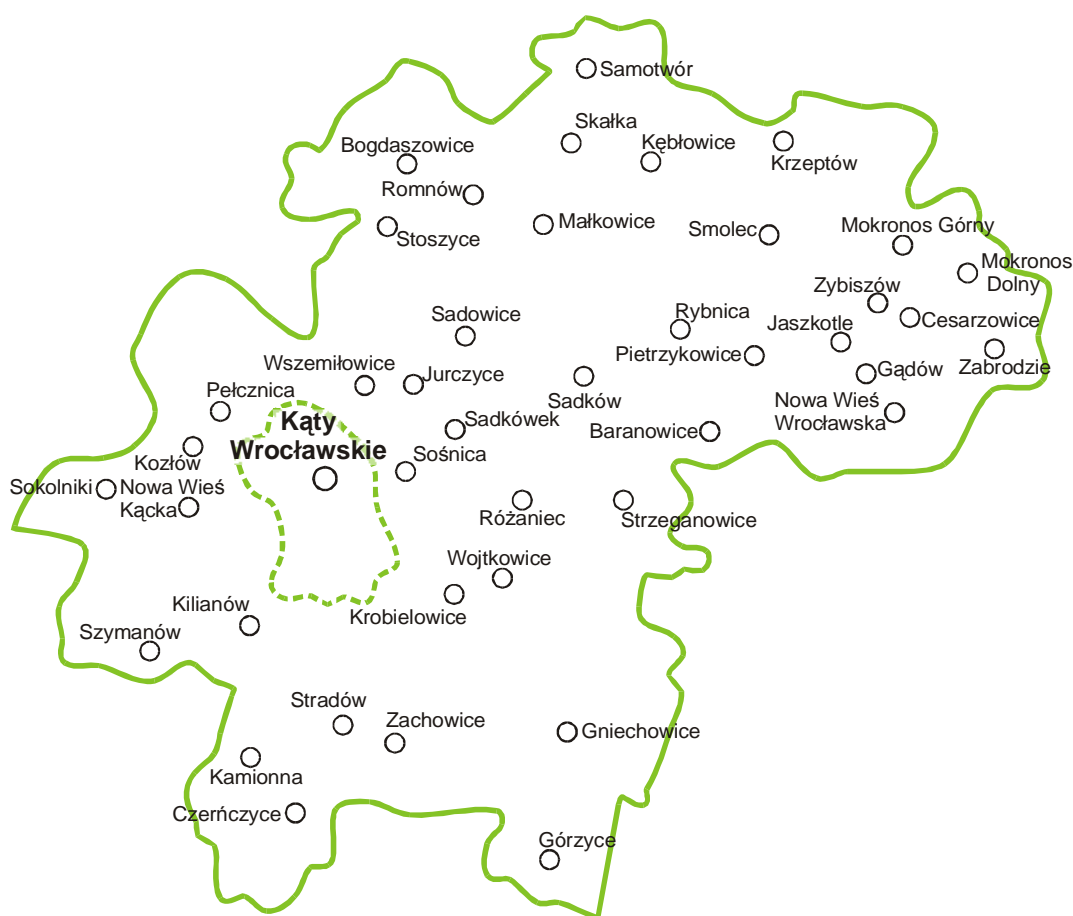 Samotwór
Skałka
Kębłowice
Krzeptów
Bogdaszowice
Romnów
Stoszyce
Małkowice
Smolec
Mokronos Górny
Mokronos
Dolny
Zybiszów
Cesarzowice
Rybnica
Jaszkotle
Sadowice
Pietrzykowice
Zabrodzie
Gądów
Wszemiłowice
Jurczyce
Sadków
Nowa Wieś
Wrocławska
Pełcznica
Kąty
Wrocławskie
Sadkówek
Baranowice
Kozłów
Sośnica
Sokolniki
Nowa Wieś
Kącka
Różaniec
Strzeganowice
Wojtkowice
Krobielowice
Kilianów
Szymanów
Stradów
Zachowice
Gniechowice
Kamionna
Czerńczyce
Górzyce